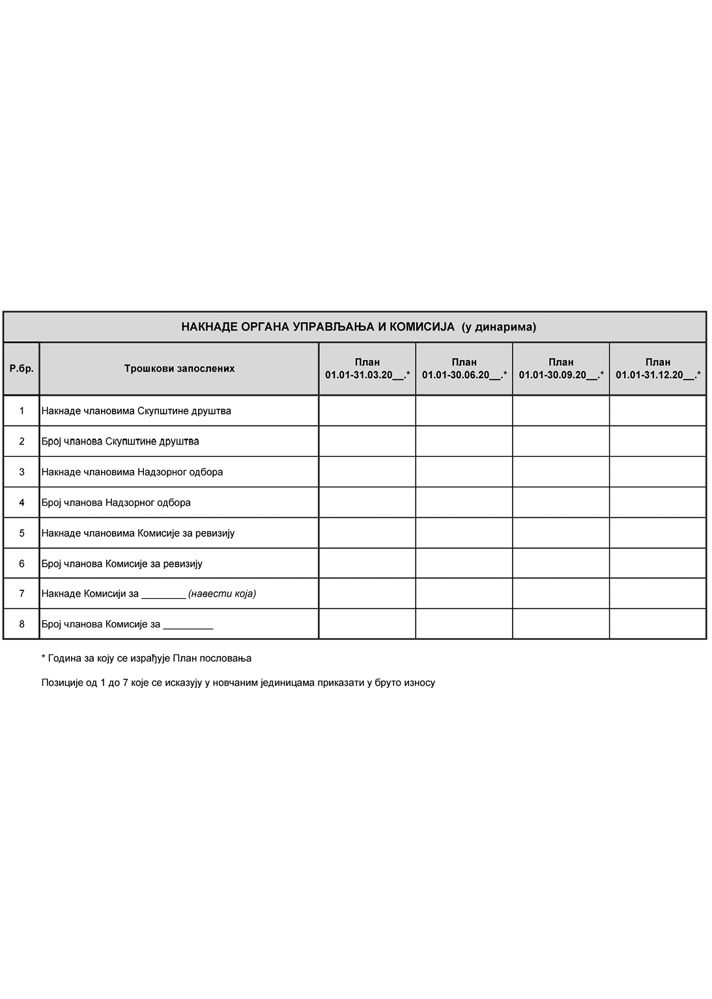 НАКНАДЕ ОРГАНА УПРАВЉАЊА И КОМИСИЈА (у динарима)
Р.бр.
Трошкови запослених
План
01.01-31.03.20__.*
План
01.01-30.06.20__.*
План
01.01-30.09.20__.*
План
01.01-31.12.20__.*
1 Накнаде члановима Скупштине друштва
2 Број чланова Скупштине друштва
3 Накнаде члановима Надзорног одбора
4 Број чланова Надзорног одбора
5 Накнаде члановима Комисије за ревизију
6 Број чланова Комисије за ревизију
7 Накнаде Комисији за ________ (навести која)
8 Број чланова Комисије за _________
* Година за коју се израђује План пословања
Позиције од 1 до 7 које се исказују у новчаним јединицама приказати у бруто износу